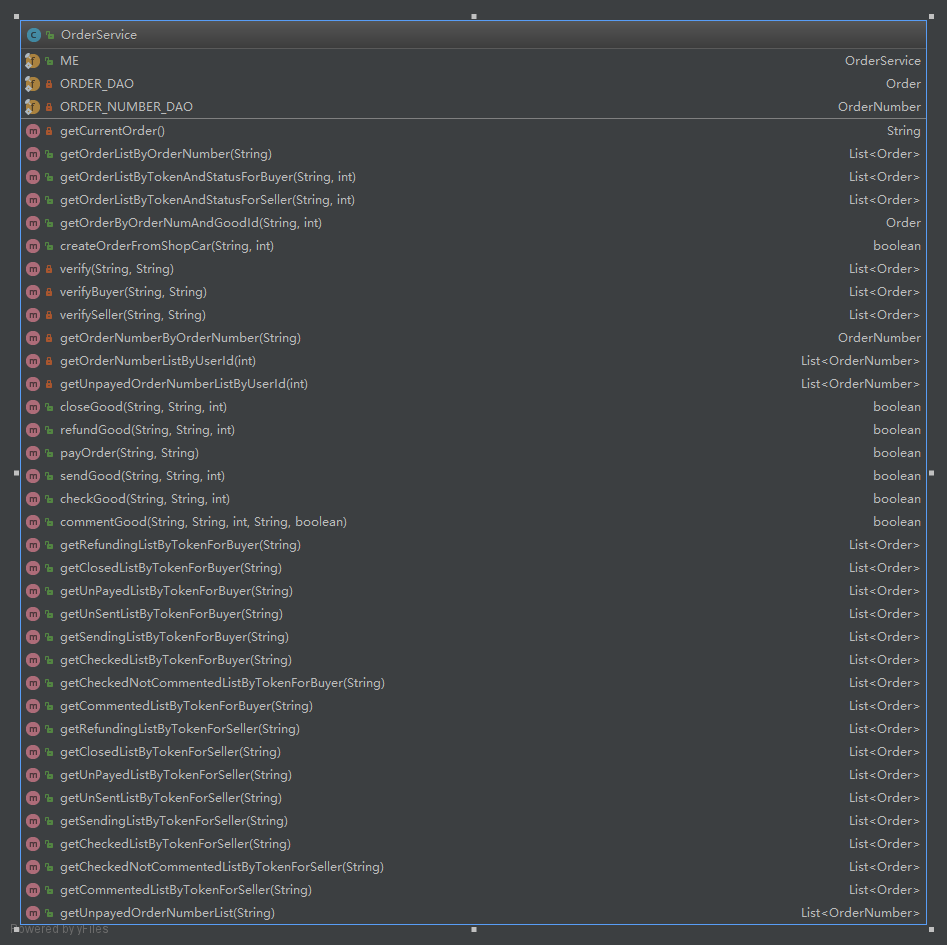 OrderService
ME OrderService
ORDER_DAO Order
ORDER_NUMBER_DAO OrderNumber
getCurrentOrder() String
getOrderListByOrderNumber(String) List<Order>
getOrderListByTokenAndStatusForBuyer(String, int) List<Order>
getOrderListByTokenAndStatusForSeller(String, int) List<Order>
getOrderByOrderNumAndGoodId(String, int) Order
createOrderFromShopCar(String, int) boolean
verify(String, String) List<Order>
verifyBuyer(String, String) List<Order>
verifySeller(String, String) List<Order>
getOrderNumberByOrderNumber(String) OrderNumber
getOrderNumberListByUserId(int) List<OrderNumber>
getUnpayedOrderNumberListByUserId(int) List<OrderNumber>
closeGood(String, String, int) boolean
refundGood(String, String, int) boolean
payOrder(String, String) boolean
sendGood(String, String, int) boolean
checkGood(String, String, int) boolean
commentGood(String, String, int, String, boolean) boolean
getRefundingListByTokenForBuyer(String) List<Order>
getClosedListByTokenForBuyer(String) List<Order>
getUnPayedListByTokenForBuyer(String) List<Order>
getUnSentListByTokenForBuyer(String) List<Order>
getSendingListByTokenForBuyer(String) List<Order>
getCheckedListByTokenForBuyer(String) List<Order>
getCheckedNotCommentedListByTokenForBuyer(String) List<Order>
getCommentedListByTokenForBuyer(String) List<Order>
getRefundingListByTokenForSeller(String) List<Order>
getClosedListByTokenForSeller(String) List<Order>
getUnPayedListByTokenForSeller(String) List<Order>
getUnSentListByTokenForSeller(String) List<Order>
getSendingListByTokenForSeller(String) List<Order>
getCheckedListByTokenForSeller(String) List<Order>
getCheckedNotCommentedListByTokenForSeller(String) List<Order>
getCommentedListByTokenForSeller(String) List<Order>
getUnpayedOrderNumberList(String) List<OrderNumber>
Powered by yFiles